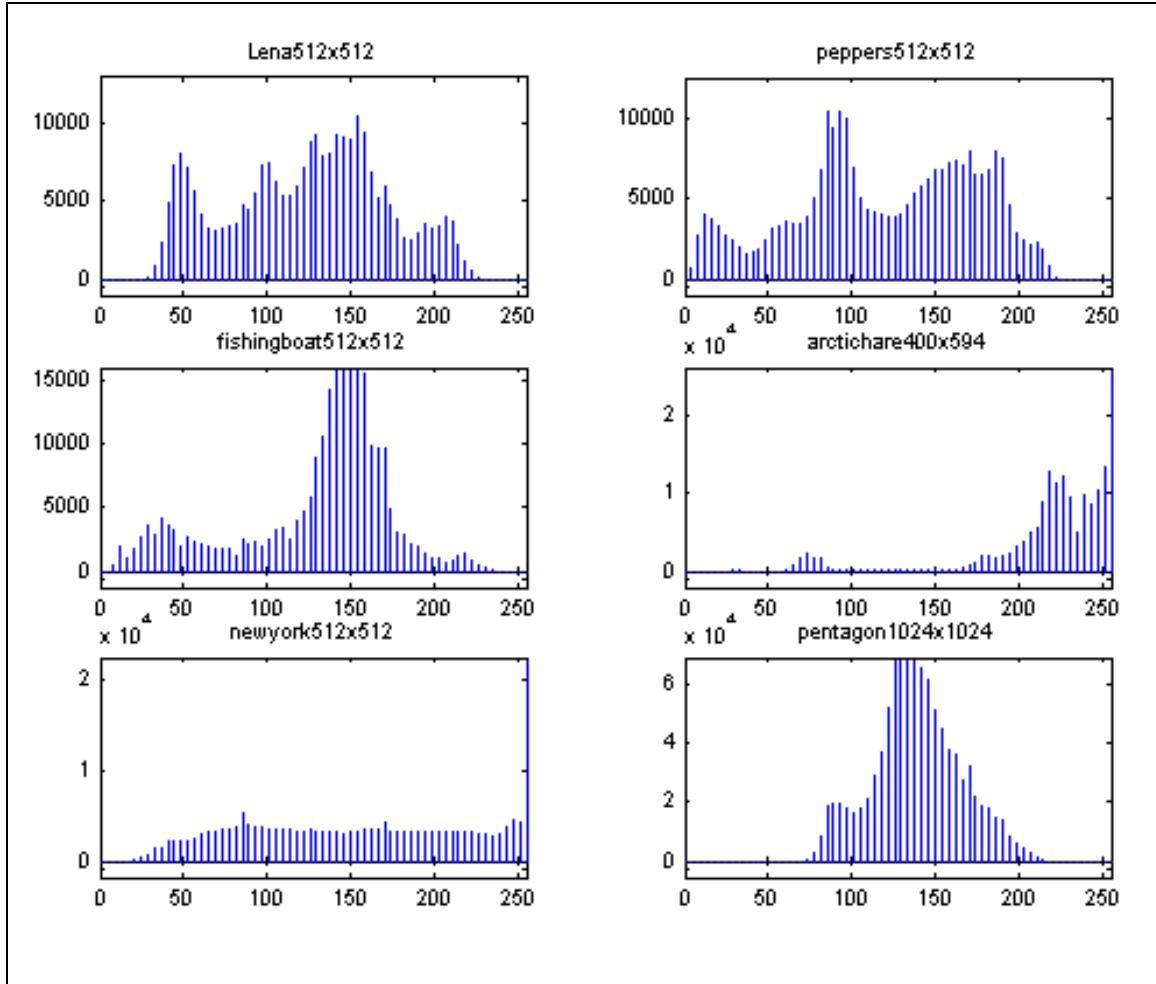 Lena512x512
10000
5000
0
0 50 100 150 200 250
peppers512x512
10000
5000
0
0 50 100 150 200 250
fishingboat512x512
15000
10000
5000
0
0 50 100 150 200 250
x 10^4
arctichare400x594
2
1
0
0 50 100 150 200 250
x 10^4
newyork512x512
2
1
0
0 50 100 150 200 250
x 10^4
pentagon1024x1024
6
4
2
0
0 50 100 150 200 250